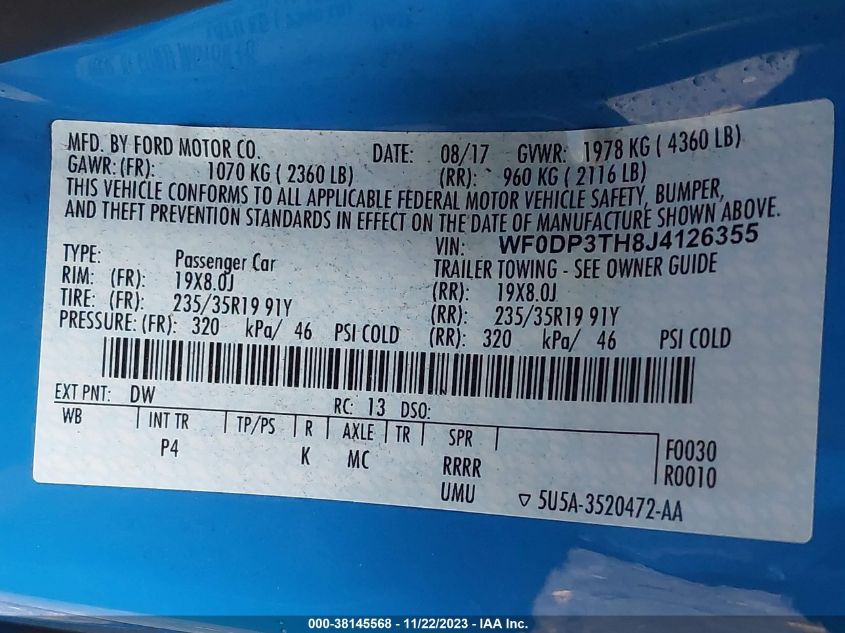 MFD. BY FORD MOTOR CO. DATE: 08/17 GVWR: 1978 KG ( 4360 LB)
GAWR: (FR): 1070 KG ( 2360 LB) (RR): 960 KG ( 2116 LB)
THIS VEHICLE CONFORMS TO ALL APPLICABLE FEDERAL MOTOR VEHICLE SAFETY, BUMPER,
AND THEFT PREVENTION STANDARDS IN EFFECT ON THE DATE OF MANUFACTURE SHOWN ABOVE.
VIN: WF0DP3TH8J4126355
TYPE: Passenger Car TRAILER TOWING - SEE OWNER GUIDE
RIM: (FR): 19X8.0J (RR): 19X8.0J
TIRE: (FR): 235/35R19 91Y (RR): 235/35R19 91Y
PRESSURE: (FR): 320 kPa/ 46 PSI COLD (RR): 320 kPa/ 46 PSI COLD
EXT PNT: DW RC: 13 DSO:
WB INT TR TP/PS R AXLE TR SPR F0030
P4 K MC RRRR R0010
UMU ▽ 5U5A-3520472-AA
000-38145568 - 11/22/2023 - IAA Inc.